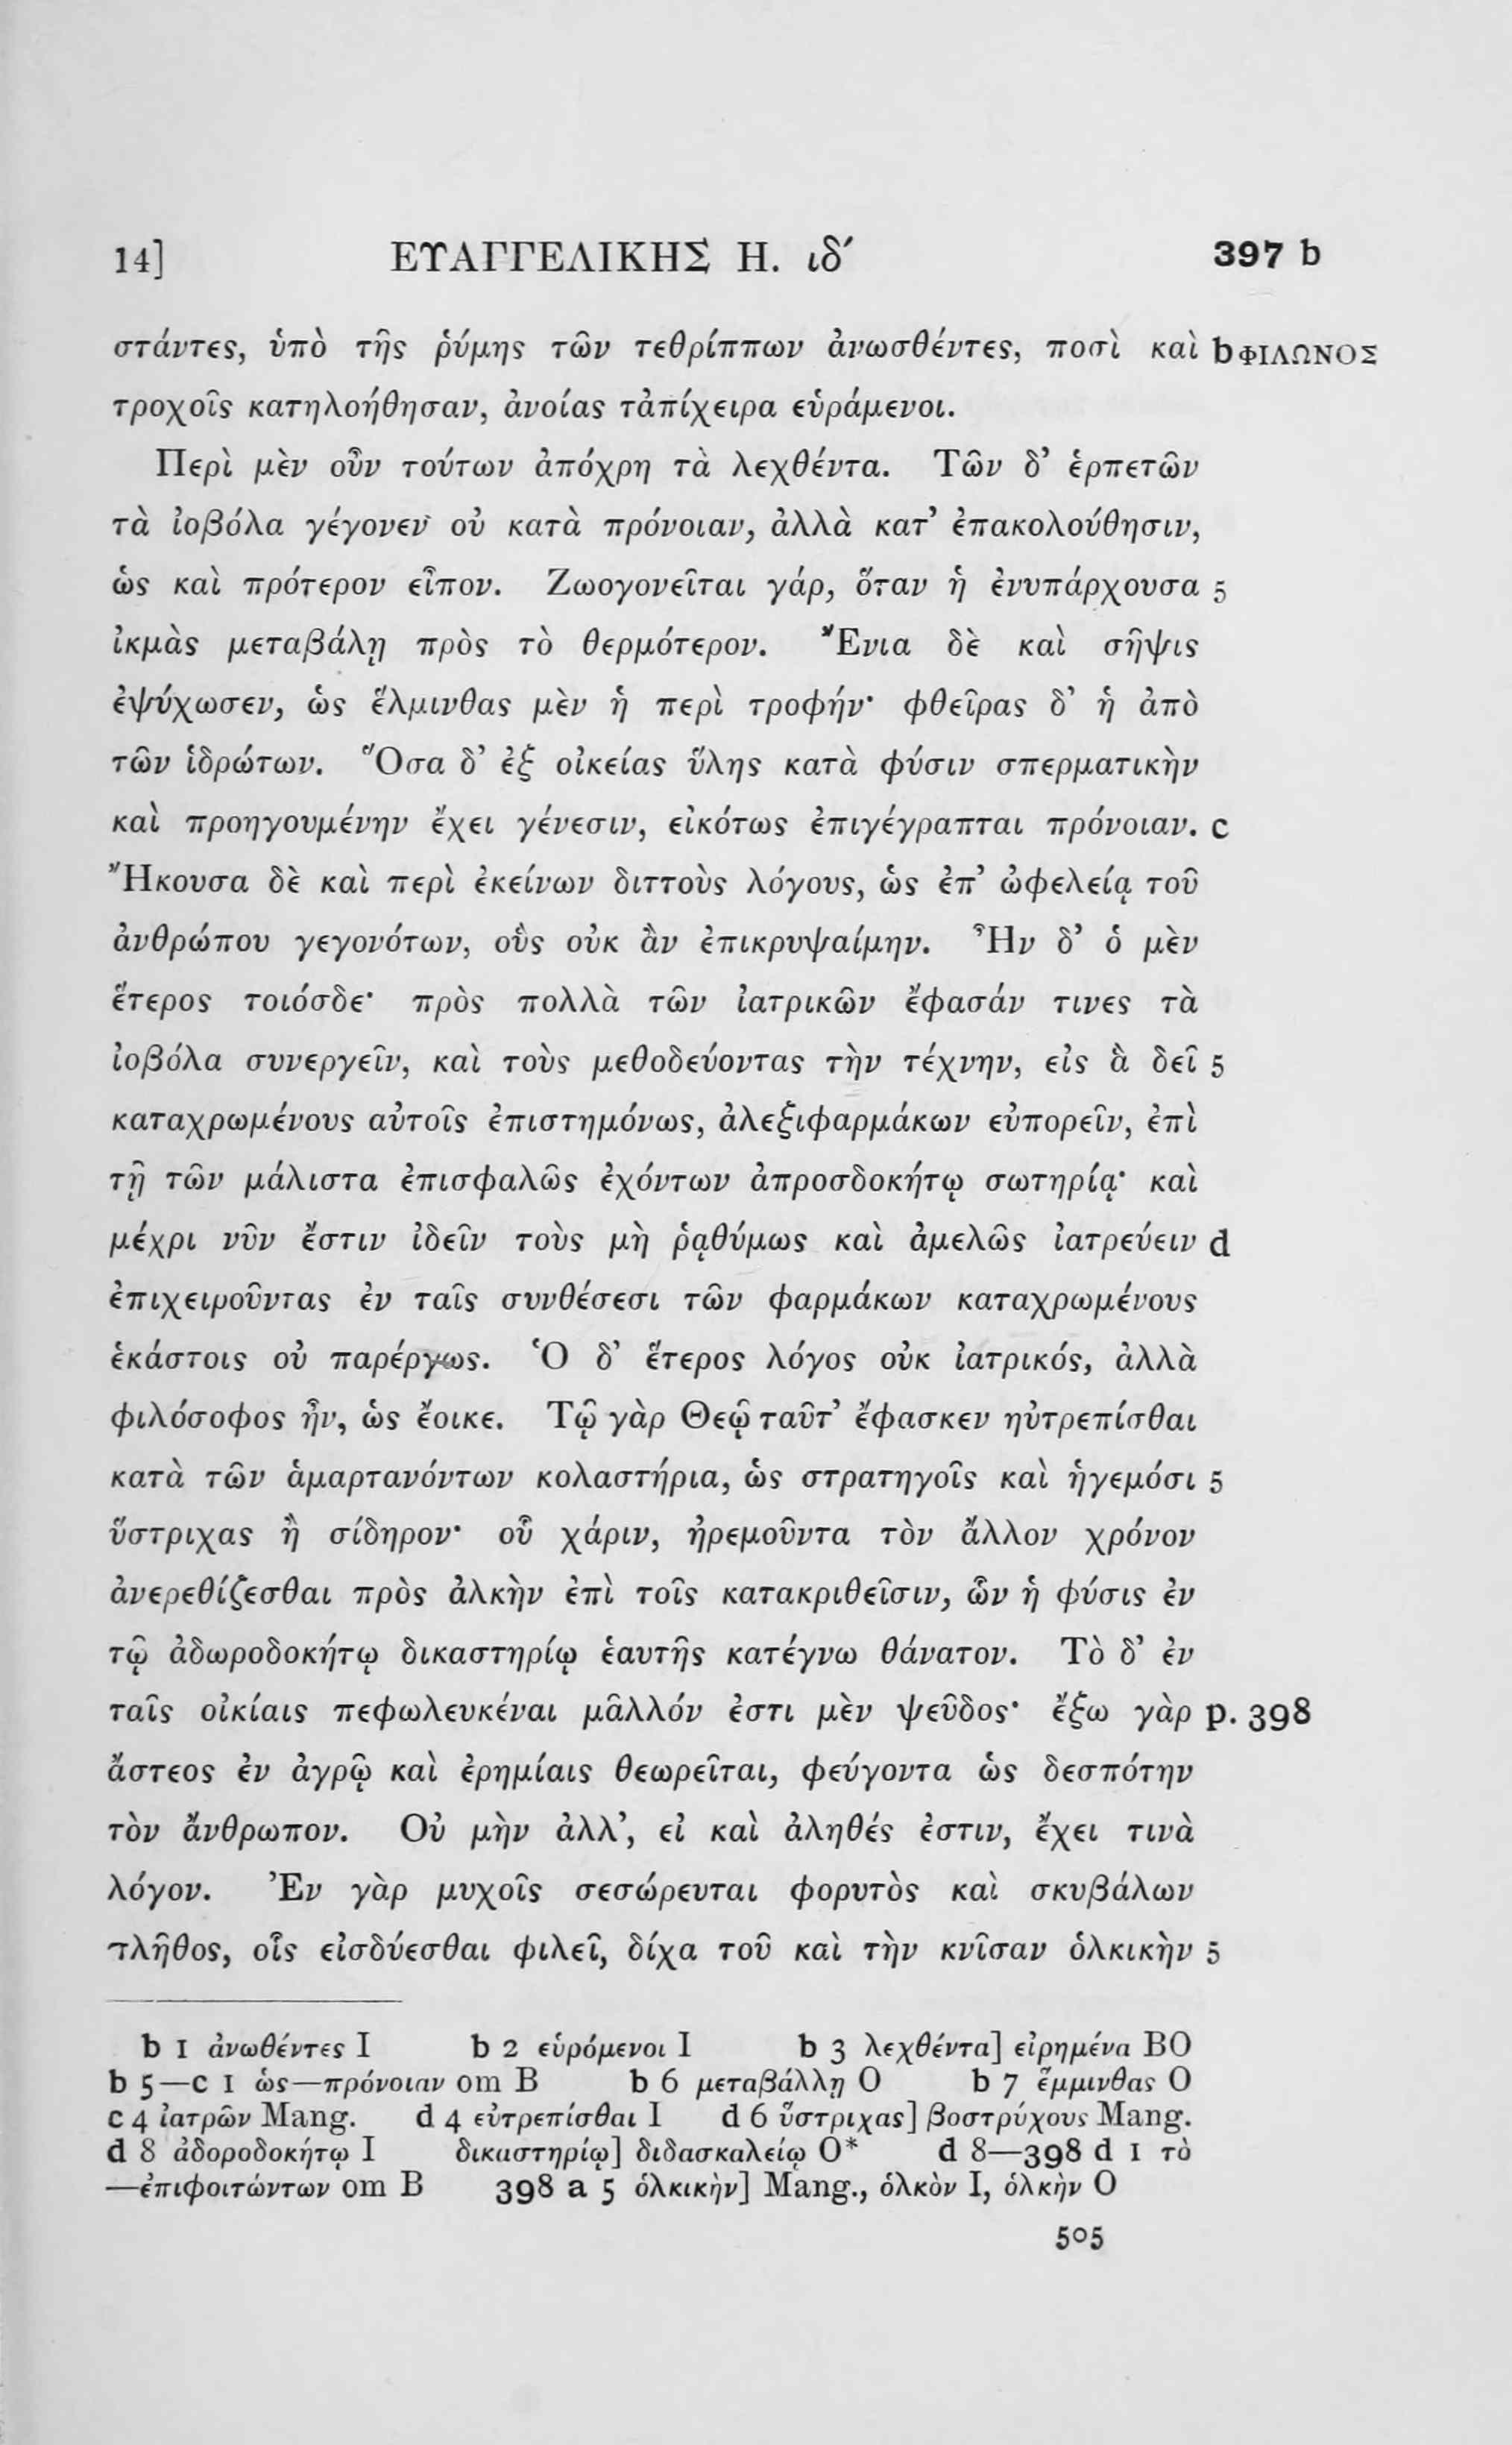 14] ΕΥΑΓΓΕΛΙΚΗΣ Η. ιδʹ 397 b
στάντες, ὑπὸ τῆς ῥύμης τῶν τεθρίππων ἀνωσθέντες, ποσὶ καὶ b ΦΙΛΩΝΟΣ
τροχοῖς κατηλοήθησαν, ἀνοίας τἀπίχειρα εὑράμενοι.
Περὶ μὲν οὖν τούτων ἀπόχρη τὰ λεχθέντα. Τῶν δ’ ἑρπετῶν
τὰ ἰοβόλα γέγονεν οὐ κατὰ πρόνοιαν, ἀλλὰ κατ’ ἐπακολούθησιν,
ὡς καὶ πρότερον εἶπον. Ζωογονεῖται γάρ, ὅταν ἡ ἐνυπάρχουσα 5
ἰκμὰς μεταβάλῃ πρὸς τὸ θερμότερον. Ἔνια δὲ καὶ σῆψις
ἐψύχωσεν, ὡς ἕλμινθας μὲν ἡ περὶ τροφήν· φθεῖρας δ’ ἡ ἀπὸ
τῶν ἱδρώτων. Ὅσα δ’ ἐξ οἰκείας ὕλης κατὰ φύσιν σπερματικὴν
καὶ προηγουμένην ἔχει γένεσιν, εἰκότως ἐπιγέγραπται πρόνοιαν. c
Ἤκουσα δὲ καὶ περὶ ἐκείνων διττοὺς λόγους, ὡς ἐπ’ ὠφελείᾳ τοῦ
ἀνθρώπου γεγονότων, οὓς οὐκ ἂν ἐπικρυψαίμην. Ἦν δ’ ὁ μὲν
ἕτερος τοιόσδε· πρὸς πολλὰ τῶν ἰατρικῶν ἔφασάν τινες τὰ
ἰοβόλα συνεργεῖν, καὶ τοὺς μεθοδεύοντας τὴν τέχνην, εἰς ἃ δεῖ 5
καταχρωμένους αὐτοῖς ἐπιστημόνως, ἀλεξιφαρμάκων εὐπορεῖν, ἐπὶ
τῇ τῶν μάλιστα ἐπισφαλῶς ἐχόντων ἀπροσδοκήτῳ σωτηρίᾳ· καὶ
μέχρι νῦν ἔστιν ἰδεῖν τοὺς μὴ ῥᾳθύμως καὶ ἀμελῶς ἰατρεύειν d
ἐπιχειροῦντας ἐν ταῖς συνθέσεσι τῶν φαρμάκων καταχρωμένους
ἑκάστοις οὐ παρέργως. Ὁ δ’ ἕτερος λόγος οὐκ ἰατρικός, ἀλλὰ
φιλόσοφος ἦν, ὡς ἔοικε. Τῷ γὰρ Θεῷ ταῦτ’ ἔφασκεν ηὐτρεπίσθαι
κατὰ τῶν ἁμαρτανόντων κολαστήρια, ὡς στρατηγοῖς καὶ ἡγεμόσι 5
ὕστριχας ἢ σίδηρον· οὗ χάριν, ἠρεμοῦντα τὸν ἄλλον χρόνον
ἀνερεθίζεσθαι πρὸς ἀλκὴν ἐπὶ τοῖς κατακριθεῖσιν, ὧν ἡ φύσις ἐν
τῷ ἀδωροδοκήτῳ δικαστηρίῳ ἑαυτῆς κατέγνω θάνατον. Τὸ δ’ ἐν
ταῖς οἰκίαις πεφωλευκέναι μᾶλλόν ἐστι μὲν ψεῦδος· ἔξω γὰρ p. 398
ἄστεος ἐν ἀγρῷ καὶ ἐρημίαις θεωρεῖται, φεύγοντα ὡς δεσπότην
τὸν ἄνθρωπον. Οὐ μὴν ἀλλ’, εἰ καὶ ἀληθές ἐστιν, ἔχει τινὰ
λόγον. Ἐν γὰρ μυχοῖς σεσώρευται φορυτὸς καὶ σκυβάλων
πλῆθος, οἷς εἰσδύεσθαι φιλεῖ, δίχα τοῦ καὶ τὴν κνῖσαν ὁλκικὴν 5
b 1 ἀνωθέντες I b 2 εὑρόμενοι I b 3 λεχθέντα] εἰρημένα BO
b 5—c 1 ὡς—πρόνοιαν om B b 6 μεταβάλλῃ O b 7 ἔμμινθας O
c 4 ἰατρῶν Mang. d 4 εὐτρεπίσθαι I d 6 ὕστριχας] βοστρύχους Mang.
d 8 ἀδοροδοκήτῳ I δικαστηρίῳ] διδασκαλείῳ O* d 8—398 d 1 τὸ
—ἐπιφοιτώντων om B 398 a 5 ὁλκικὴν] Mang., ὁλκὸν I, ὁλκὴν O
505